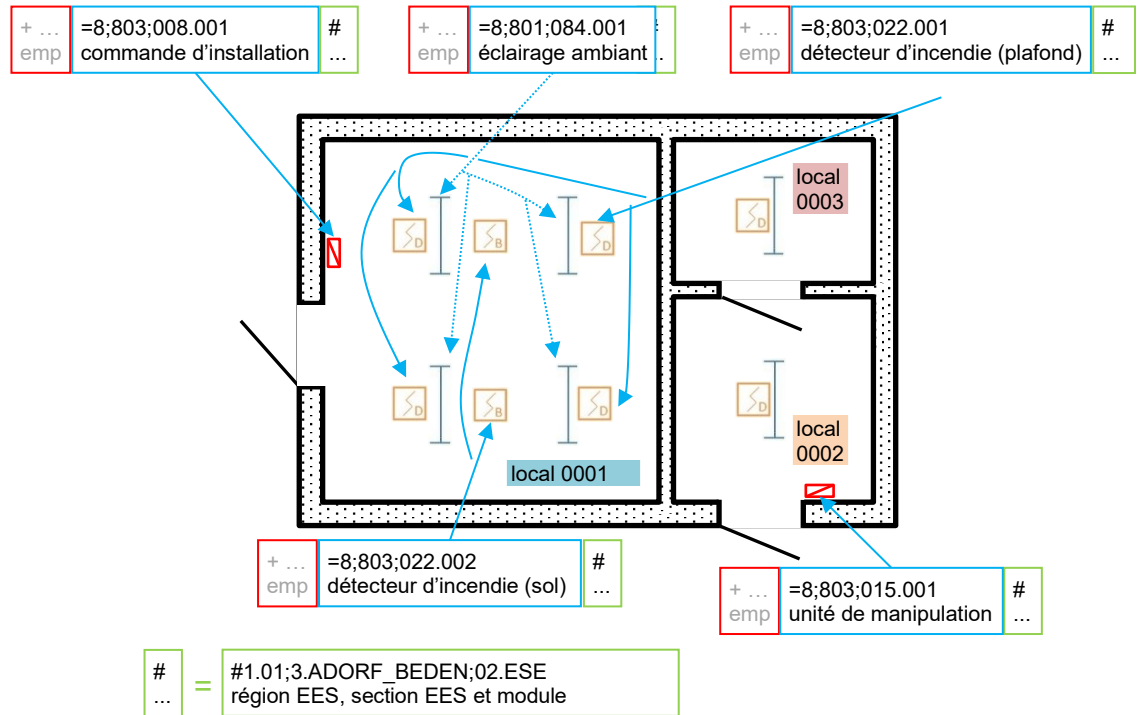 + … =8;803;008.001 #
emp commande d’installation ...
+ … =8;801;084.001 #
emp éclairage ambiant ...
+ … =8;803;022.001 #
emp détecteur d’incendie (plafond) ...
local
0003
D
B
D
D
D
B
D
D
local
0002
local 0001
+ … =8;803;022.002 #
emp détecteur d’incendie (sol) ...
+ … =8;803;015.001 #
emp unité de manipulation ...
# = #1.01;3.ADORF_BEDEN;02.ESE
... région EES, section EES et module